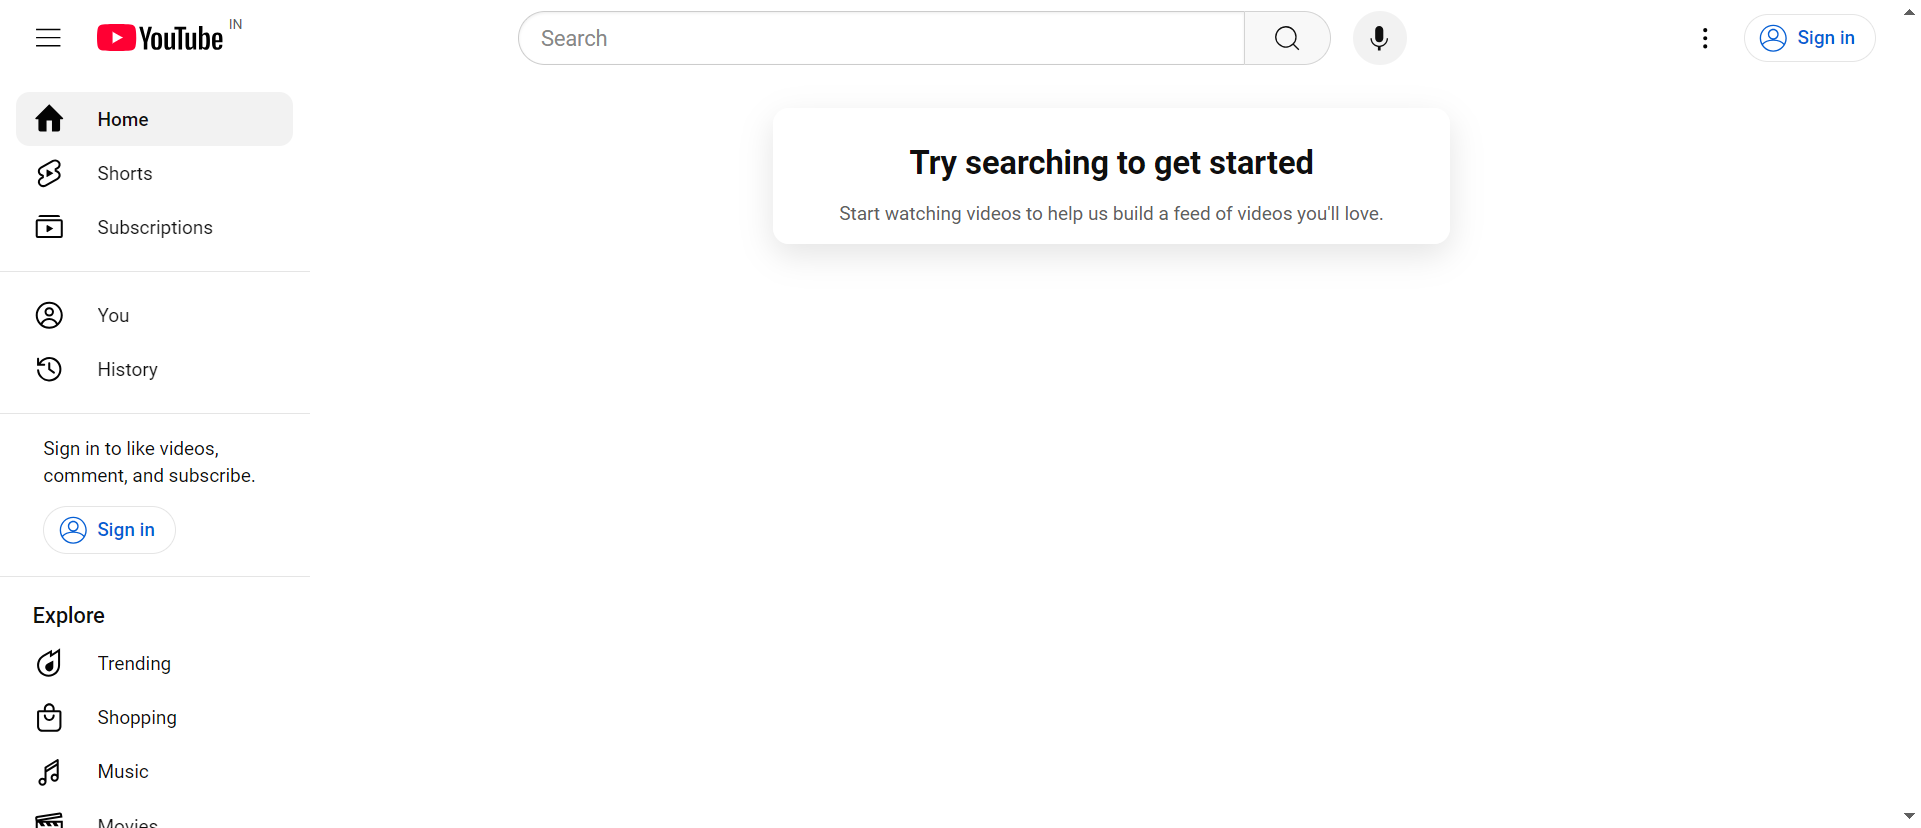 YouTube IN
Search
Sign in
Home
Shorts
Subscriptions
You
History
Sign in to like videos,
comment, and subscribe.
Sign in
Explore
Trending
Shopping
Music
Movies
Try searching to get started
Start watching videos to help us build a feed of videos you'll love.